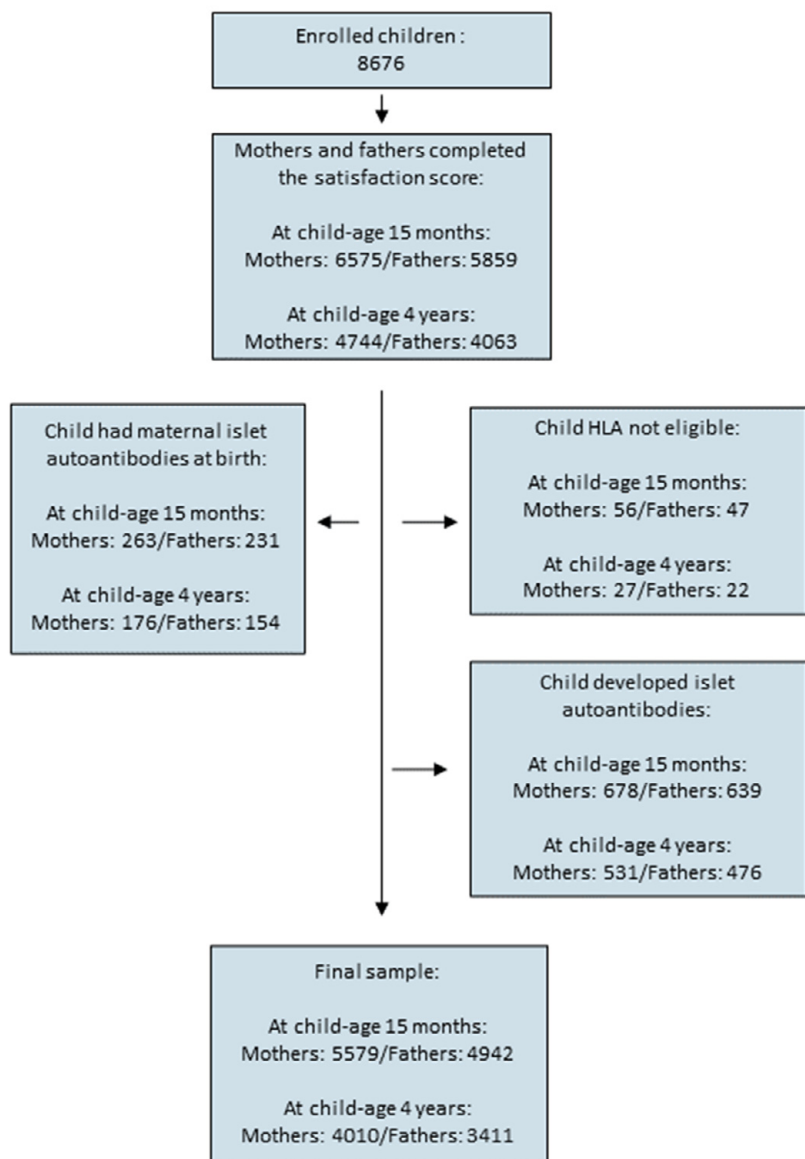 Enrolled children :
8676
Mothers and fathers completed
the satisfaction score:
At child-age 15 months:
Mothers: 6575/Fathers: 5859
At child-age 4 years:
Mothers: 4744/Fathers: 4063
Child had maternal islet
autoantibodies at birth:
At child-age 15 months:
Mothers: 263/Fathers: 231
At child-age 4 years:
Mothers: 176/Fathers: 154
Child HLA not eligible:
At child-age 15 months:
Mothers: 56/Fathers: 47
At child-age 4 years:
Mothers: 27/Fathers: 22
Child developed islet
autoantibodies:
At child-age 15 months:
Mothers: 678/Fathers: 639
At child-age 4 years:
Mothers: 531/Fathers: 476
Final sample:
At child-age 15 months:
Mothers: 5579/Fathers: 4942
At child-age 4 years:
Mothers: 4010/Fathers: 3411